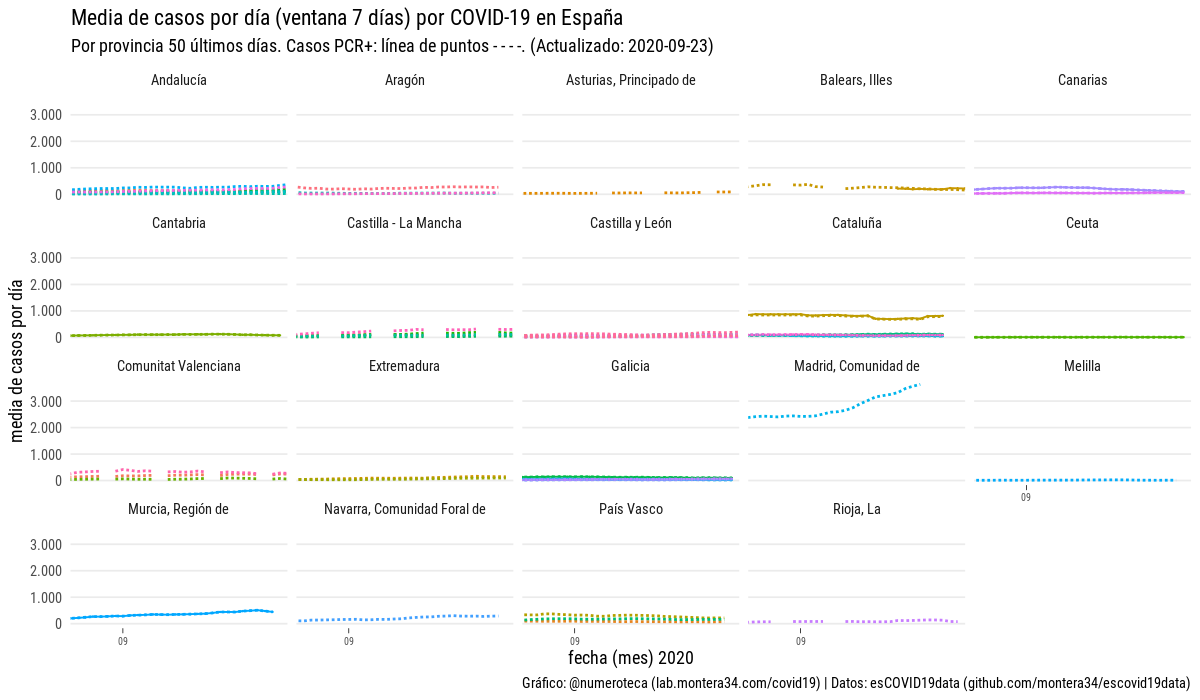 Media de casos por día (ventana 7 días) por COVID-19 en España
Por provincia 50 últimos días. Casos PCR+: línea de puntos - - - -. (Actualizado: 2020-09-23)
Andalucía
Aragón
Asturias, Principado de
Balears, Illes
Canarias
3.000
2.000
1.000
0
Cantabria
Castilla - La Mancha
Castilla y León
Cataluña
Ceuta
3.000
2.000
1.000
0
Comunitat Valenciana
Extremadura
Galicia
Madrid, Comunidad de
Melilla
3.000
2.000
1.000
0
09
Murcia, Región de
Navarra, Comunidad Foral de
País Vasco
Rioja, La
3.000
2.000
1.000
0
09
09
09
09
media de casos por día
fecha (mes) 2020
Gráfico: @numeroteca (lab.montera34.com/covid19) | Datos: esCOVID19data (github.com/montera34/escovid19data)